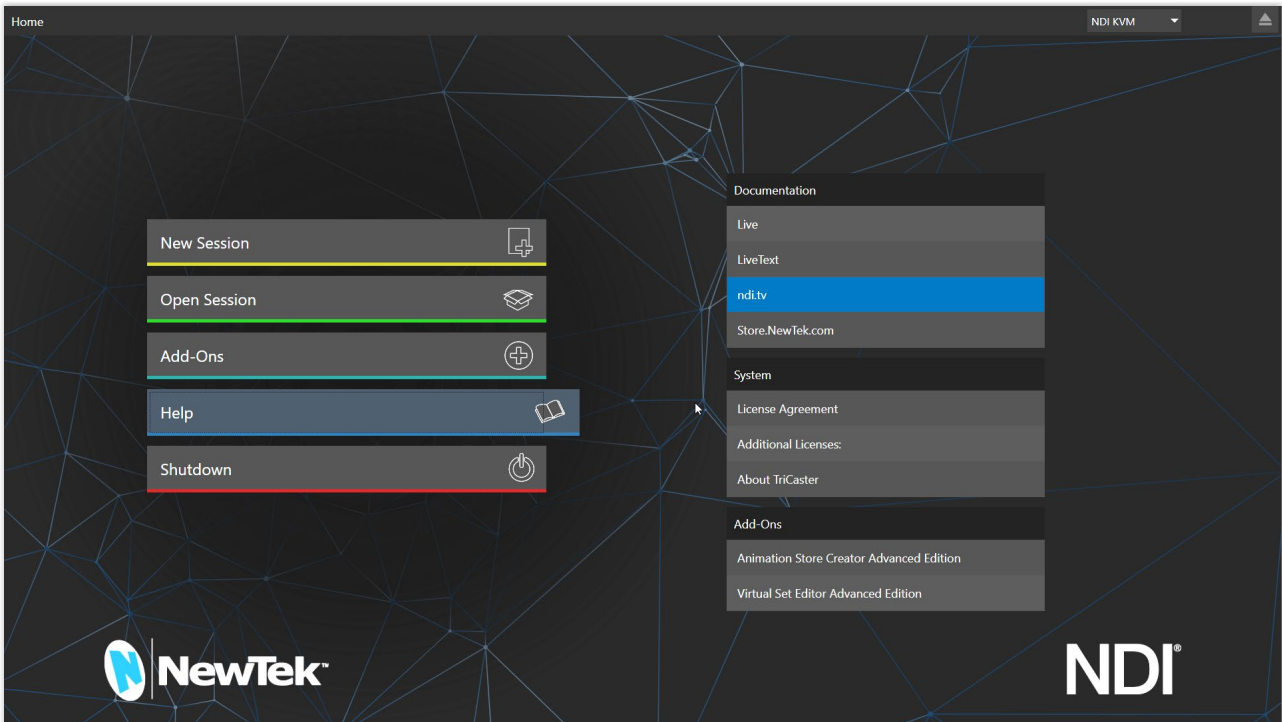 Home
NDI KVM
New Session
Open Session
Add-Ons
Help
Shutdown
Documentation
Live
LiveText
ndi.tv
Store.NewTek.com
System
License Agreement
Additional Licenses:
About TriCaster
Add-Ons
Animation Store Creator Advanced Edition
Virtual Set Editor Advanced Edition
N NewTek™
NDI®